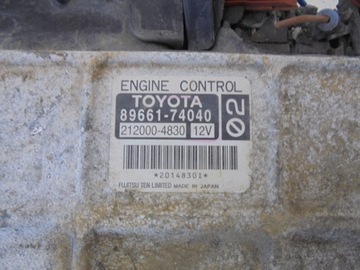 ENGINE CONTROL
TOYOTA
89661-74040
212000-4830 12V
02
*20148301*
FUJITSU TEN LIMITED MADE IN JAPAN